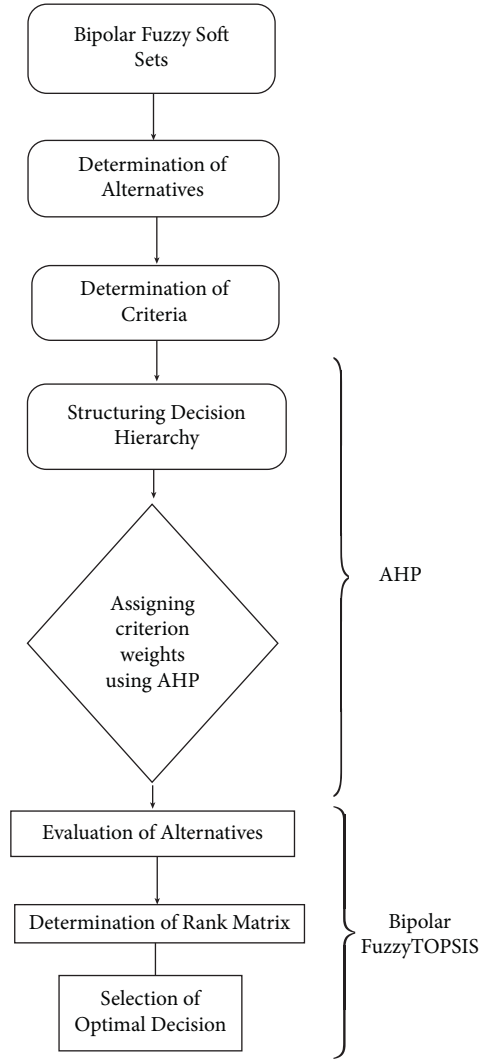 Bipolar Fuzzy Soft
Sets
Determination of
Alternatives
Determination of
Criteria
Structuring Decision
Hierarchy
Assigning
criterion
weights
using AHP
AHP
Evaluation of Alternatives
Determination of Rank Matrix
Selection of
Optimal Decision
Bipolar
FuzzyTOPSIS